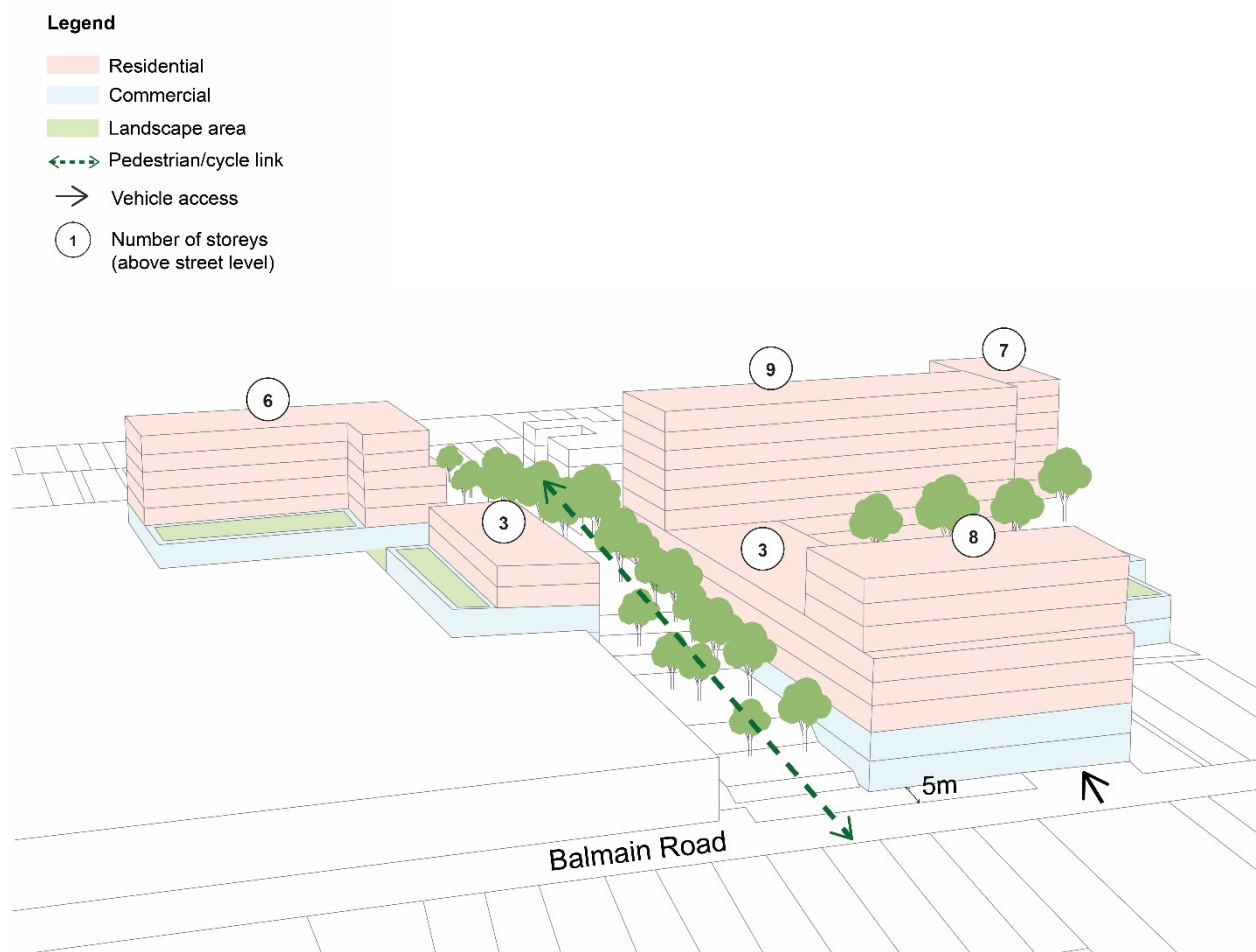 Legend
Residential
Commercial
Landscape area
Pedestrian/cycle link
Vehicle access
1
Number of storeys
(above street level)
7
9
6
3
3
8
5m
Balmain Road